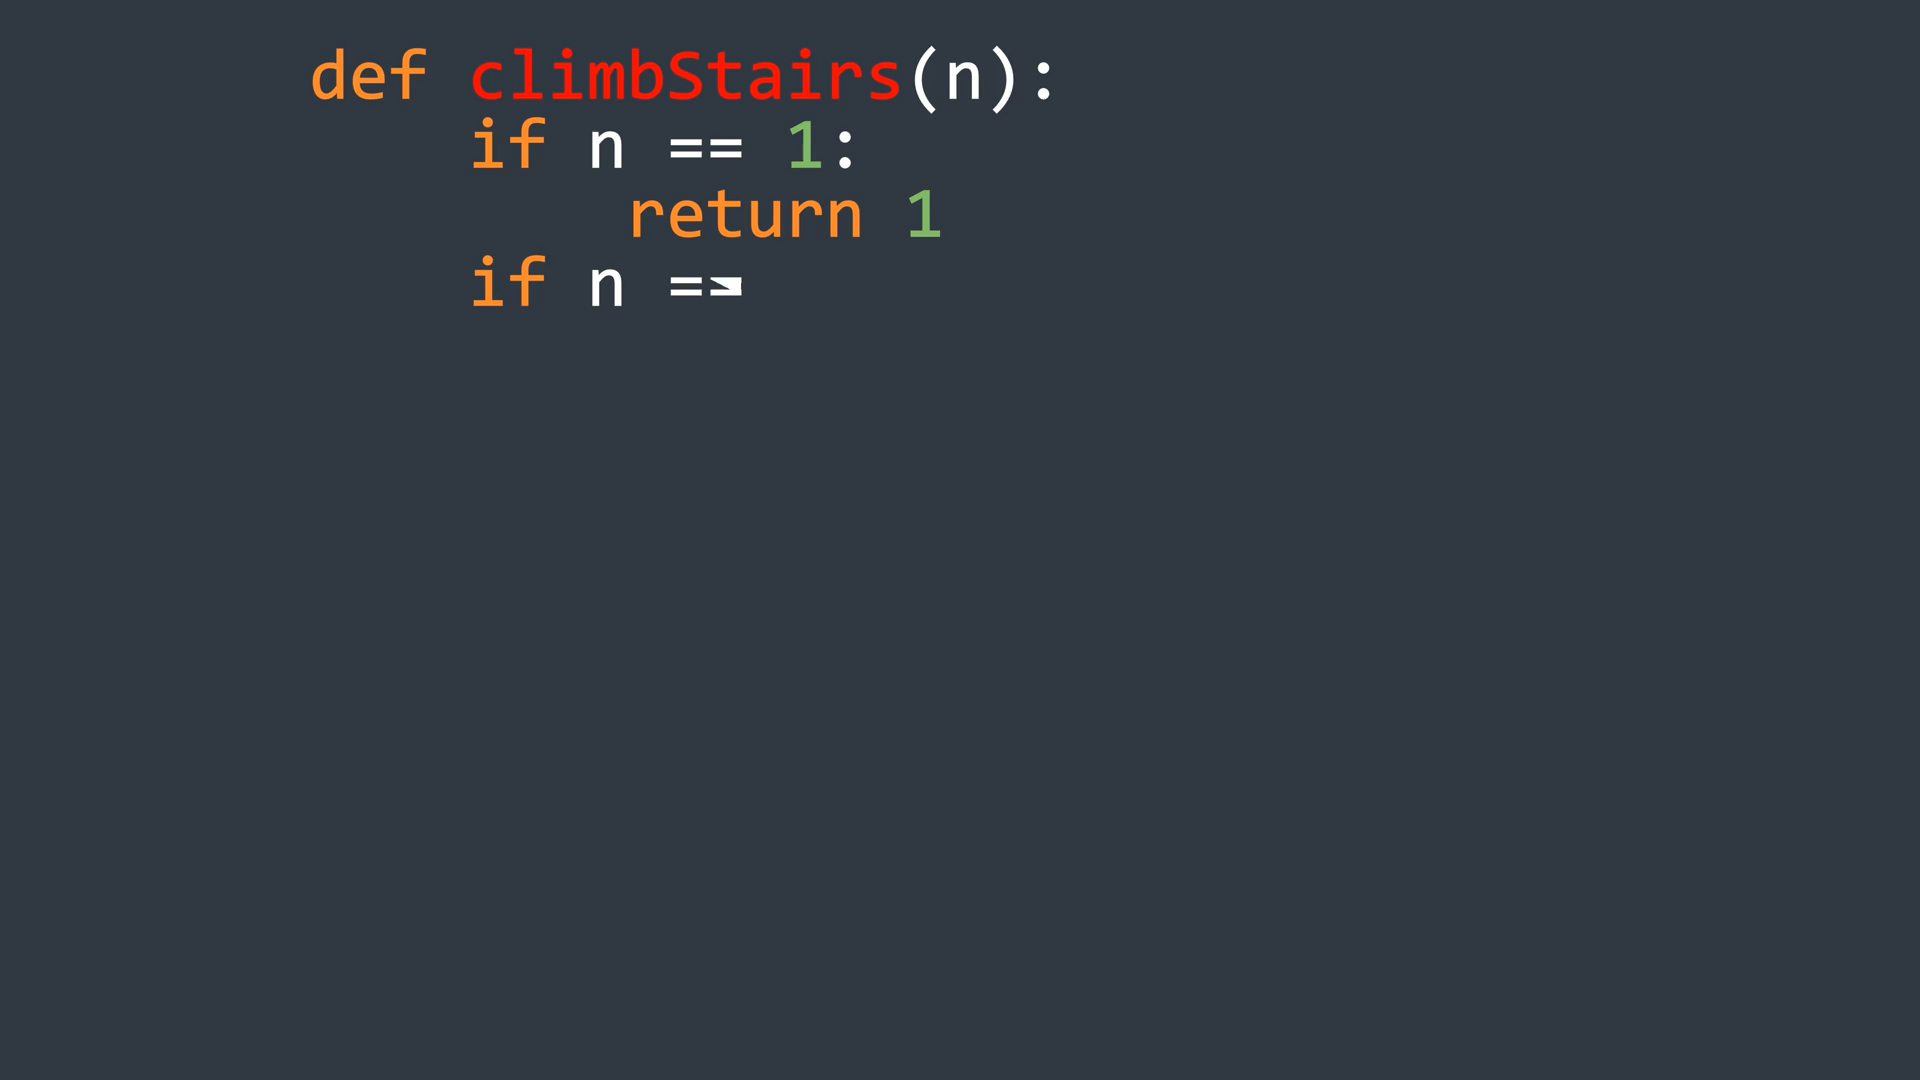 def climbStairs(n):
    if n == 1:
        return 1
    if n ==